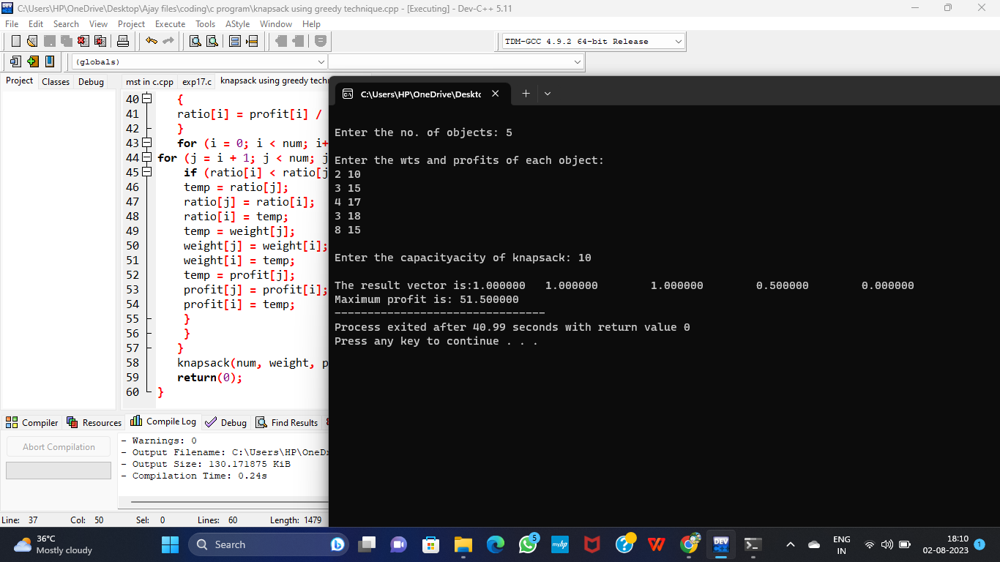 C:\Users\HP\OneDrive\Desktop\Ajay files\coding\c program\knapsack using greedy technique.cpp - [Executing] - Dev-C++ 5.11
File Edit Search View Project Execute Tools AStyle Window Help
TDM-GCC 4.9.2 64-bit Release
(globals)
Project Classes Debug
mst in c.cpp exp17.c knapsack using greedy techn
C:\Users\HP\OneDrive\Deskto
40 {
41 ratio[i] = profit[i] /
42 }
43 for (i = 0; i < num; i+
44 for (j = i + 1; j < num; j
45 if (ratio[i] < ratio[j
46 temp = ratio[j];
47 ratio[j] = ratio[i];
48 ratio[i] = temp;
49 temp = weight[j];
50 weight[j] = weight[i];
51 weight[i] = temp;
52 temp = profit[j];
53 profit[j] = profit[i];
54 profit[i] = temp;
55 }
56 }
57 }
58 knapsack(num, weight, p
59 return(0);
60 }
Enter the no. of objects: 5
Enter the wts and profits of each object:
2 10
3 15
4 17
3 18
8 15
Enter the capacityacity of knapsack: 10
The result vector is:1.000000 1.000000 1.000000 0.500000 0.000000
Maximum profit is: 51.500000
--------------------------------
Process exited after 40.99 seconds with return value 0
Press any key to continue . . .
Compiler Resources Compile Log Debug Find Results
Abort Compilation
- Warnings: 0
- Output Filename: C:\Users\HP\OneDr
- Output Size: 130.171875 KiB
- Compilation Time: 0.24s
Line: 37 Col: 50 Sel: 0 Lines: 60 Length: 1479
36°C
Mostly cloudy
Search
5
myhp
DEV
ENG
IN
18:10
02-08-2023
1